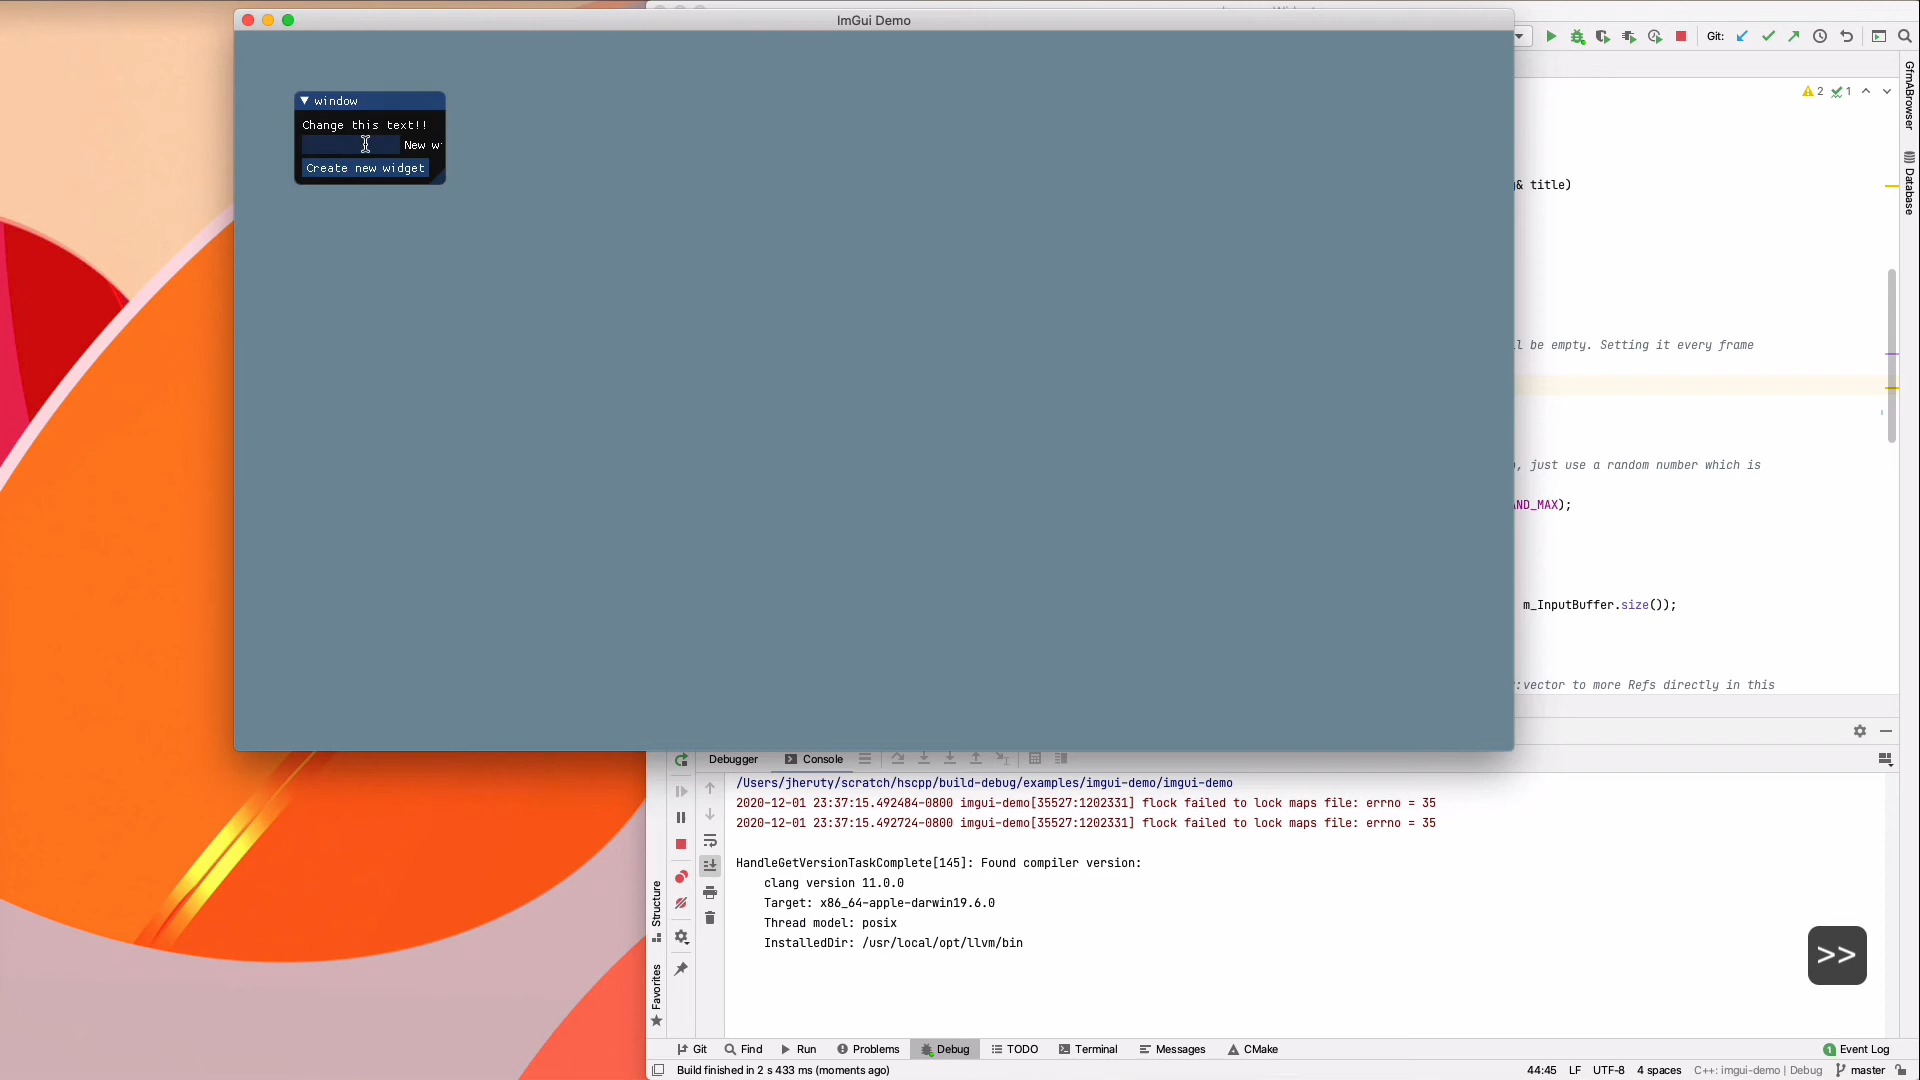 ImGui Demo
Git:
window
Change this text!!
New w
Create new widget
2
1
& title)
l be empty. Setting it every frame
, just use a random number which is
AND_MAX);
m_InputBuffer.size());
:vector to more Refs directly in this
GfmABrowser
Database
Debugger
Console
/Users/jheruty/scratch/hscpp/build-debug/examples/imgui-demo/imgui-demo
2020-12-01 23:37:15.492484-0800 imgui-demo[35527:1202331] flock failed to lock maps file: errno = 35
2020-12-01 23:37:15.492724-0800 imgui-demo[35527:1202331] flock failed to lock maps file: errno = 35
HandleGetVersionTaskComplete[145]: Found compiler version:
clang version 11.0.0
Target: x86_64-apple-darwin19.6.0
Thread model: posix
InstalledDir: /usr/local/opt/llvm/bin
Structure
Favorites
>>
Git
Find
Run
Problems
Debug
TODO
Terminal
Messages
CMake
1 Event Log
Build finished in 2 s 433 ms (moments ago)
44:45 LF UTF-8 4 spaces C++: imgui-demo | Debug master